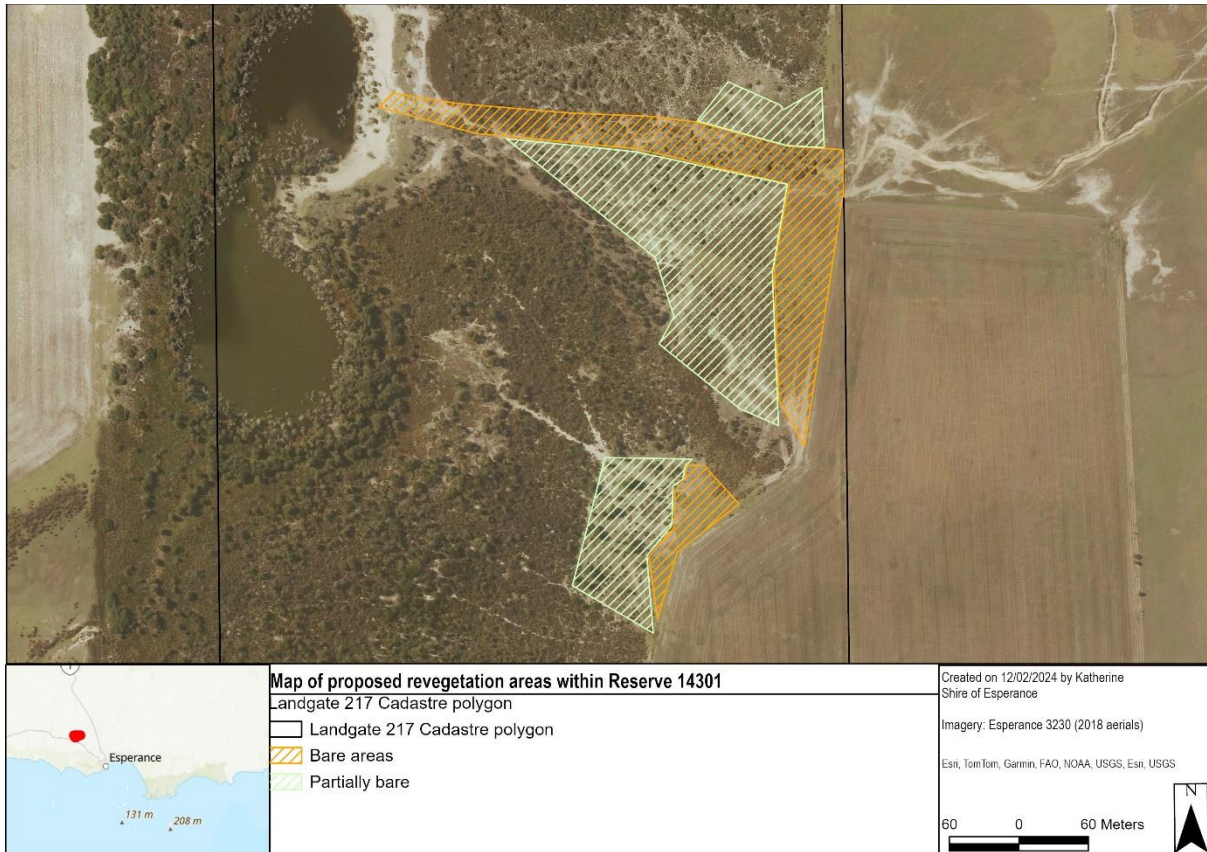 Esperance
131 m
208 m
Map of proposed revegetation areas within Reserve 14301
Landgate 217 Cadastre polygon
Landgate 217 Cadastre polygon
Bare areas
Partially bare
Created on 12/02/2024 by Katherine
Shire of Esperance
Imagery: Esperance 3230 (2018 aerials)
Esri, TomTom, Garmin, FAO, NOAA, USGS, Esri, USGS
N
60 0 60 Meters